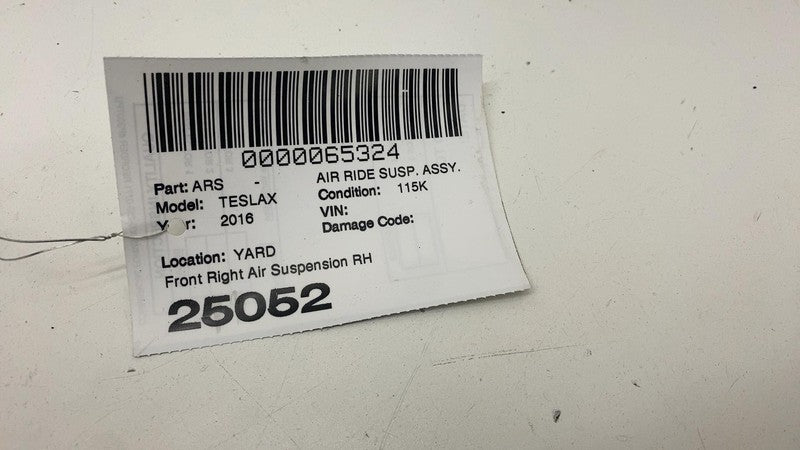 0000065324
Part: ARS - AIR RIDE SUSP. ASSY.
Model: TESLAX Condition: 115K
Year: 2016 VIN:
Damage Code:
Location: YARD
Front Right Air Suspension RH
25052